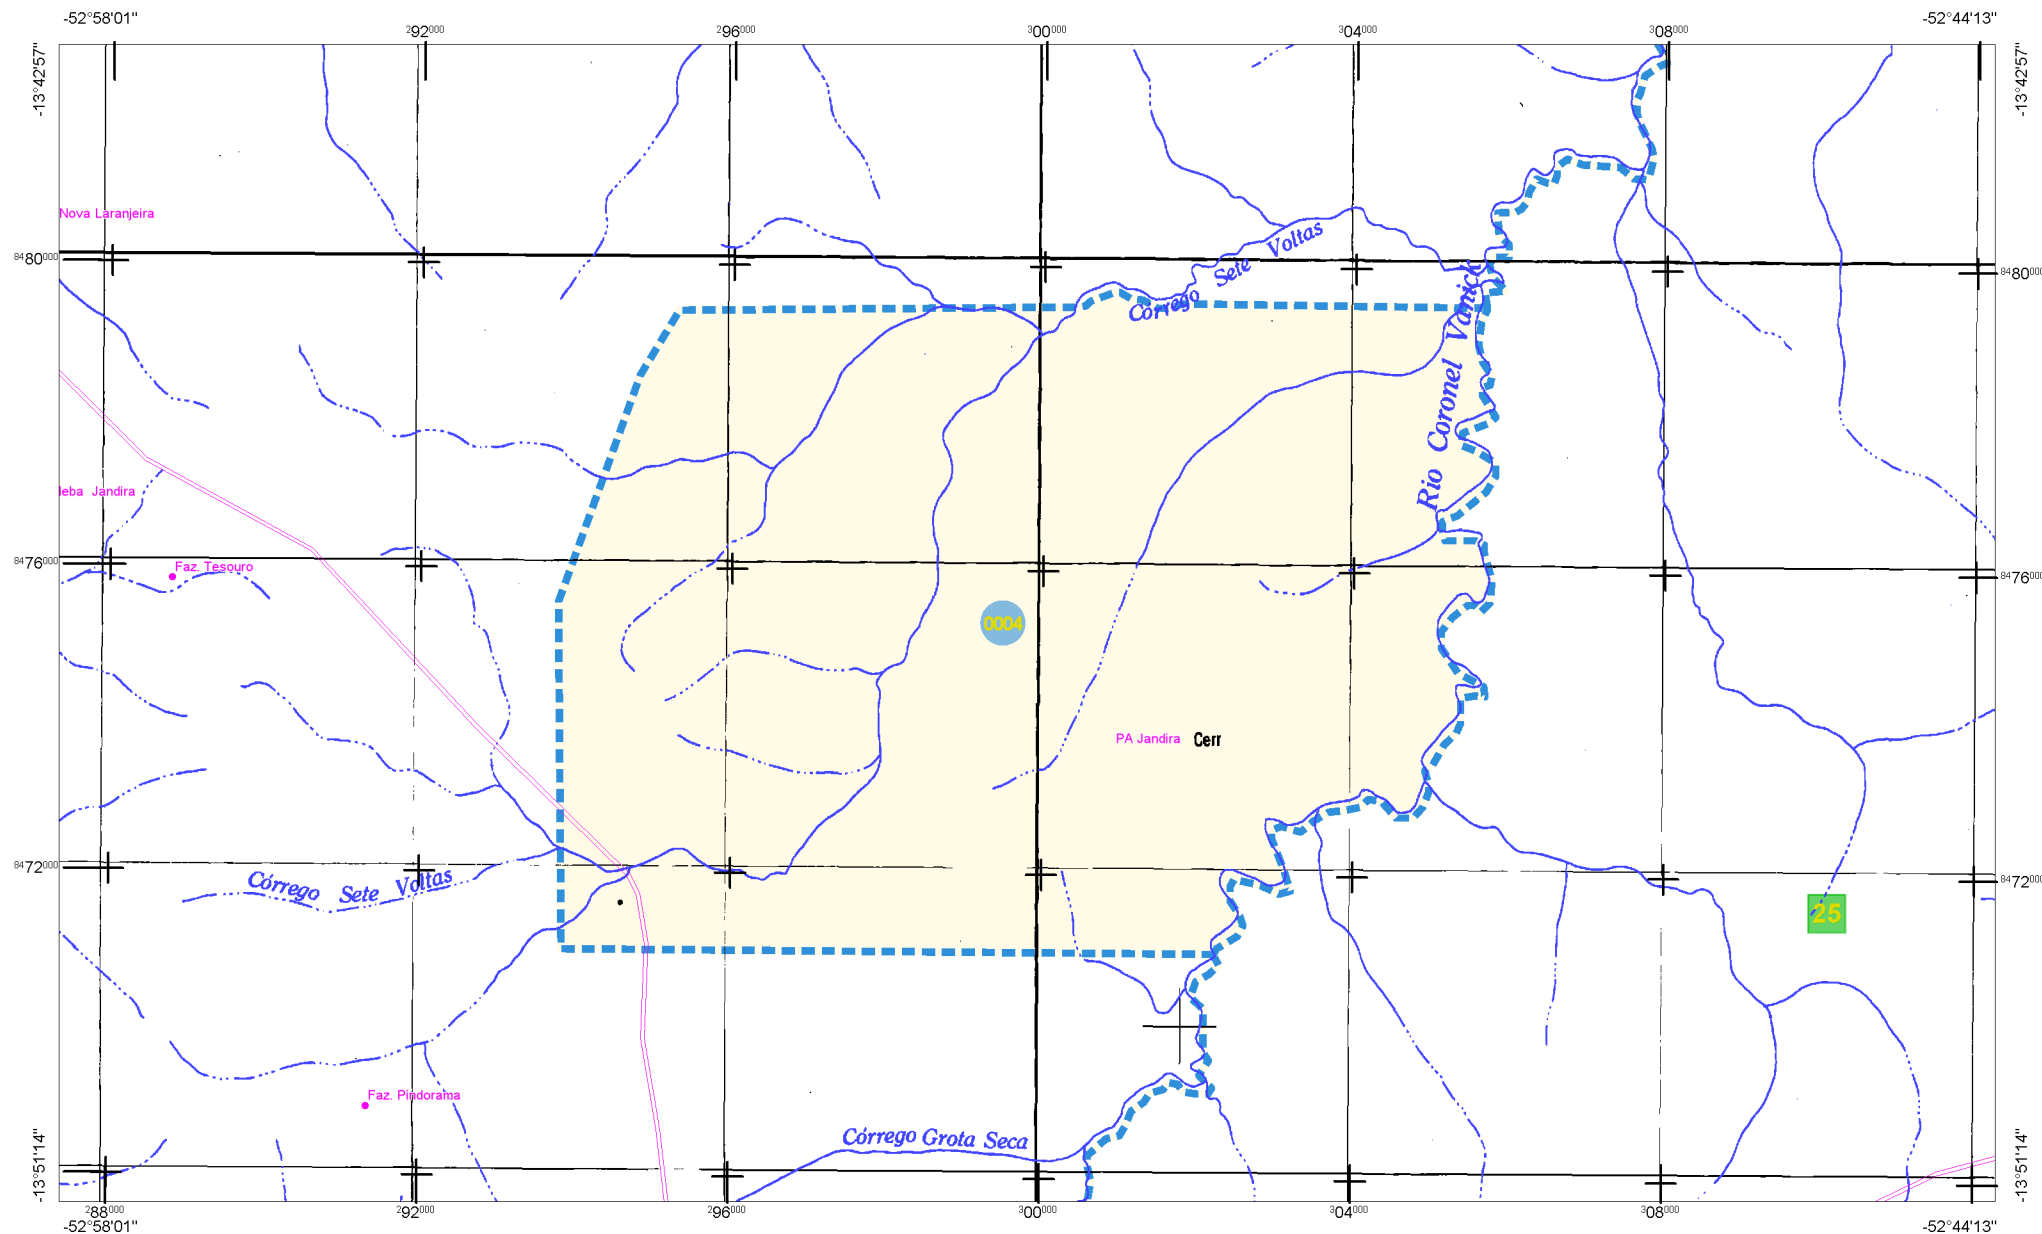 -52°58'01" -52°44'13"
292000 296000 300000 304000 308000
-13°42'57" -13°42'57"
Nova Laranjeira
Córrego Sete Voltas
8480000 8480000
Rio Coronel Vanick
leba Jandira
8476000 8476000
Faz. Tesouro
0004
PA Jandira Cerr
8472000 8472000
Córrego Sete Voltas
25
Faz. Pindorama
Córrego Grota Seca
-13°51'14" -13°51'14"
288000 292000 296000 300000 304000 308000
-52°58'01" -52°44'13"